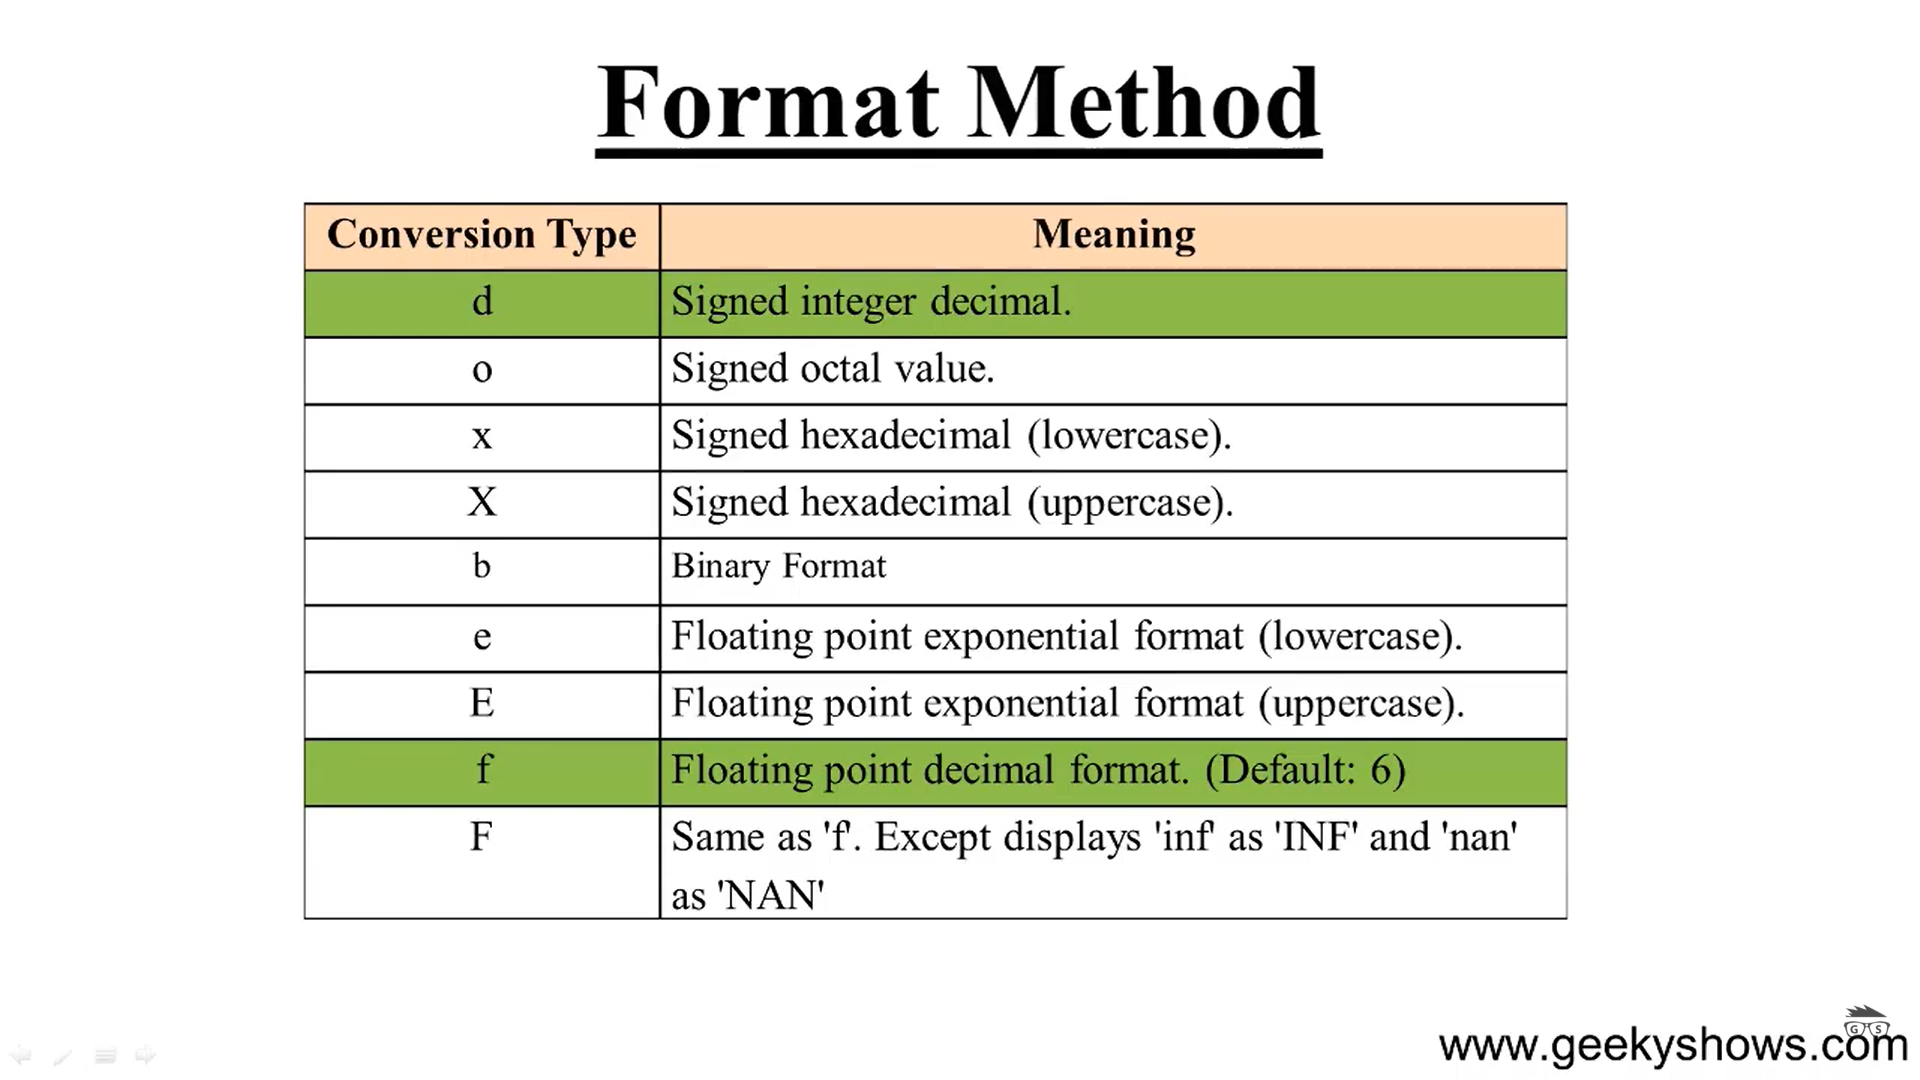 Format Method
Conversion Type Meaning
d Signed integer decimal.
o Signed octal value.
x Signed hexadecimal (lowercase).
X Signed hexadecimal (uppercase).
b Binary Format
e Floating point exponential format (lowercase).
E Floating point exponential format (uppercase).
f Floating point decimal format. (Default: 6)
F Same as 'f'. Except displays 'inf' as 'INF' and 'nan'
as 'NAN'
G S
www.geekyshows.com